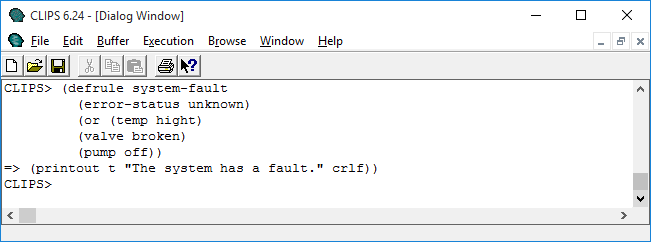 CLIPS 6.24 - [Dialog Window]
File Edit Buffer Execution Browse Window Help
CLIPS> (defrule system-fault
(error-status unknown)
(or (temp hight)
(valve broken)
(pump off))
=> (printout t "The system has a fault." crlf))
CLIPS>